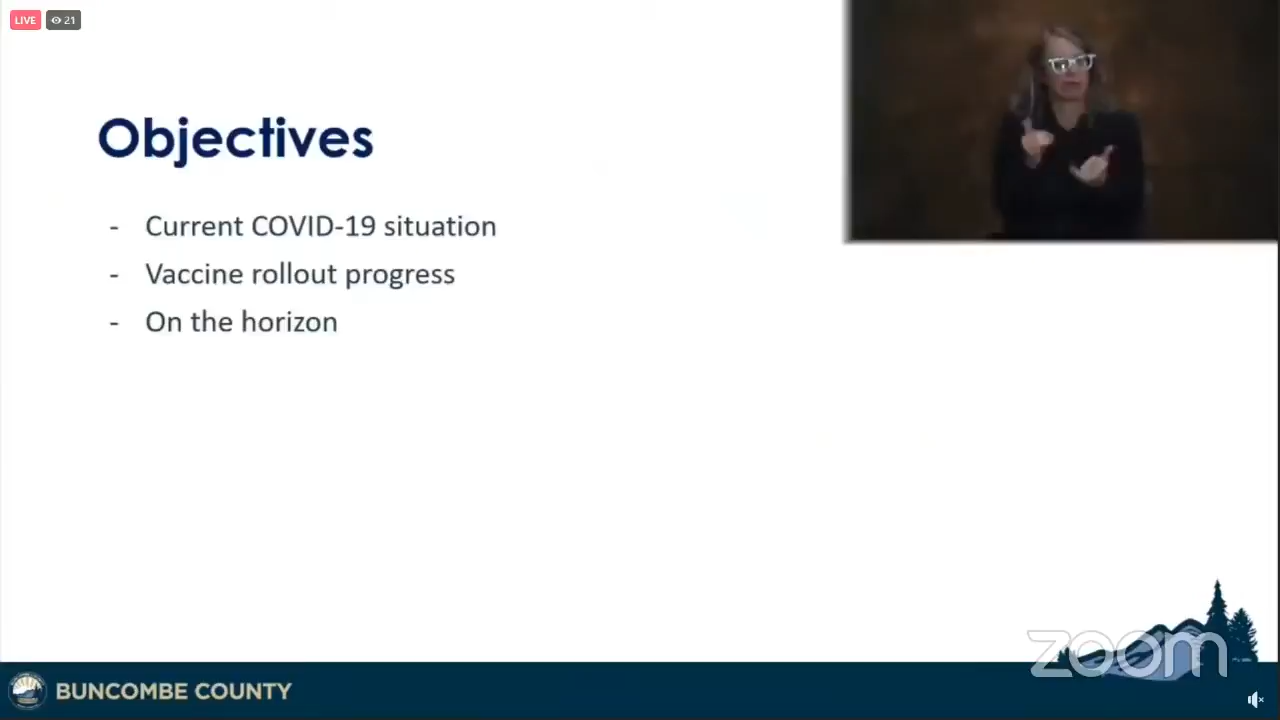 LIVE 21
Objectives
- Current COVID-19 situation
- Vaccine rollout progress
- On the horizon
zoom
BUNCOMBE COUNTY